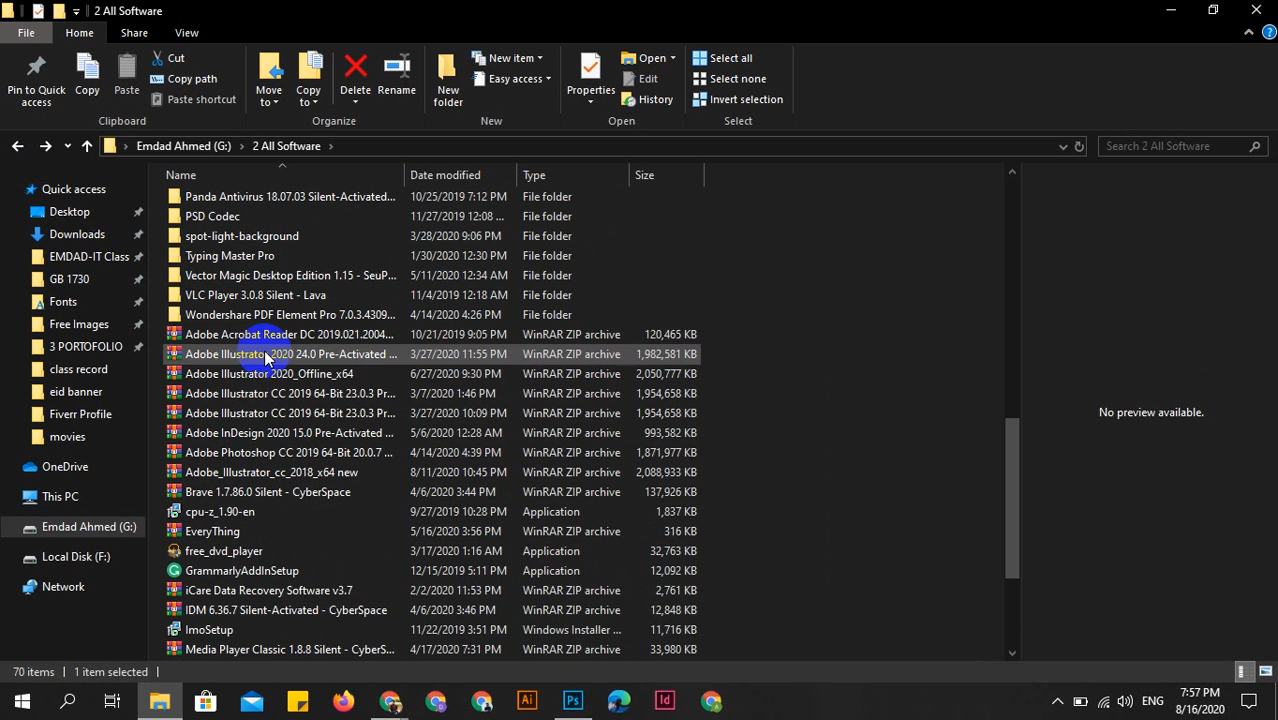 2 All Software
File Home Share View
Pin to Quick access
Copy
Paste
Cut
Copy path
Paste shortcut
Clipboard
Move to
Copy to
Delete
Rename
Organize
New folder
New item
Easy access
New
Properties
Open
Edit
History
Open
Select all
Select none
Invert selection
Select
Emdad Ahmed (G:) 2 All Software
Search 2 All Software
Quick access
Desktop
Downloads
EMDAD-IT Class
GB 1730
Fonts
Free Images
3 PORTOFOLIO
class record
eid banner
Fiverr Profile
movies
OneDrive
This PC
Emdad Ahmed (G:)
Local Disk (F:)
Network
Name Date modified Type Size
Panda Antivirus 18.07.03 Silent-Activated... 10/25/2019 7:12 PM File folder
PSD Codec 11/27/2019 12:08 ... File folder
spot-light-background 3/28/2020 9:06 PM File folder
Typing Master Pro 1/30/2020 12:30 PM File folder
Vector Magic Desktop Edition 1.15 - SeuP... 5/11/2020 12:34 AM File folder
VLC Player 3.0.8 Silent - Lava 11/4/2019 12:18 AM File folder
Wondershare PDF Element Pro 7.0.3.4309... 4/14/2020 4:26 PM File folder
Adobe Acrobat Reader DC 2019.021.2004... 10/21/2019 9:05 PM WinRAR ZIP archive 120,465 KB
Adobe Illustrator 2020 24.0 Pre-Activated ... 3/27/2020 11:55 PM WinRAR ZIP archive 1,982,581 KB
Adobe Illustrator 2020_Offline_x64 6/27/2020 9:30 PM WinRAR ZIP archive 2,050,777 KB
Adobe Illustrator CC 2019 64-Bit 23.0.3 Pr... 3/7/2020 1:46 PM WinRAR ZIP archive 1,954,658 KB
Adobe Illustrator CC 2019 64-Bit 23.0.3 Pr... 3/27/2020 10:09 PM WinRAR ZIP archive 1,954,658 KB
Adobe InDesign 2020 15.0 Pre-Activated ... 5/6/2020 12:28 AM WinRAR ZIP archive 993,582 KB
Adobe Photoshop CC 2019 64-Bit 20.0.7 ... 4/14/2020 4:39 PM WinRAR ZIP archive 1,871,977 KB
Adobe_Illustrator_cc_2018_x64 new 8/11/2020 10:45 PM WinRAR ZIP archive 2,088,933 KB
Brave 1.7.86.0 Silent - CyberSpace 4/6/2020 3:44 PM WinRAR ZIP archive 137,926 KB
cpu-z_1.90-en 9/27/2019 10:28 PM Application 1,837 KB
EveryThing 5/16/2020 3:56 PM WinRAR ZIP archive 316 KB
free_dvd_player 3/17/2020 1:16 AM Application 32,763 KB
GrammarlyAddInSetup 12/15/2019 5:11 PM Application 12,092 KB
iCare Data Recovery Software v3.7 2/2/2020 11:53 PM WinRAR ZIP archive 2,761 KB
IDM 6.36.7 Silent-Activated - CyberSpace 4/6/2020 3:46 PM WinRAR ZIP archive 12,848 KB
ImoSetup 11/22/2019 3:51 PM Windows Installer ... 11,716 KB
Media Player Classic 1.8.8 Silent - CyberS... 4/17/2020 7:31 PM WinRAR ZIP archive 33,980 KB
No preview available.
70 items 1 item selected
Ai Ps Id
ENG
7:57 PM
8/16/2020